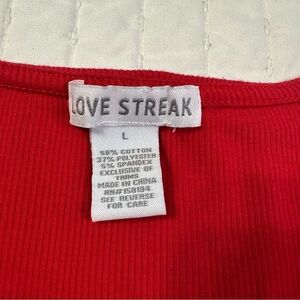 LOVE STREAK
L
58% COTTON
37% POLYESTER
5% SPANDEX
EXCLUSIVE OF
TRIMS
MADE IN CHINA
RN#158184
SEE REVERSE
FOR CARE